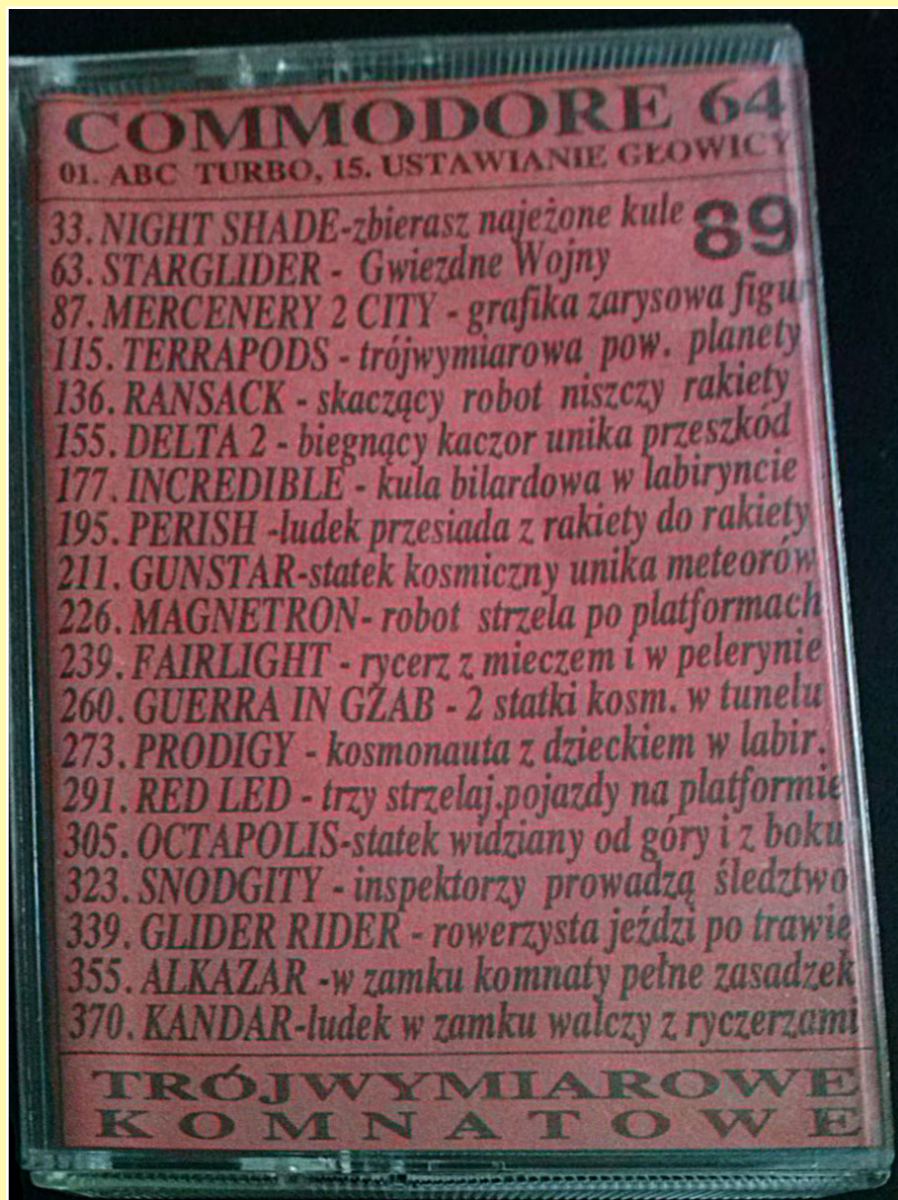 COMMODORE 64
01. ABC TURBO, 15. USTAWIANIE GŁOWICY
89
33. NIGHT SHADE-zbierasz najeżone kule
63. STARGLIDER - Gwiezdne Wojny
87. MERCENERY 2 CITY - grafika zarysowa figur
115. TERRAPODS - trójwymiarowa pow. planety
136. RANSACK - skaczący robot niszczy rakiety
155. DELTA 2 - biegnący kaczor unika przeszkód
177. INCREDIBLE - kula bilardowa w labiryncie
195. PERISH -ludek przesiada z rakiety do rakiety
211. GUNSTAR-statek kosmiczny unika meteorów
226. MAGNETRON- robot strzela po platformach
239. FAIRLIGHT - rycerz z mieczem i w pelerynie
260. GUERRA IN GŻAB - 2 statki kosm. w tunelu
273. PRODIGY - kosmonauta z dzieckiem w labir.
291. RED LED - trzy strzelaj.pojazdy na platformie
305. OCTAPOLIS-statek widziany od góry i z boku
323. SNODGITY - inspektorzy prowadzą śledztwo
339. GLIDER RIDER - rowerzysta jeździ po trawie
355. ALKAZAR -w zamku komnaty pełne zasadzek
370. KANDAR-ludek w zamku walczy z ryczerzami
TRÓJWYMIAROWE
KOMNATOWE